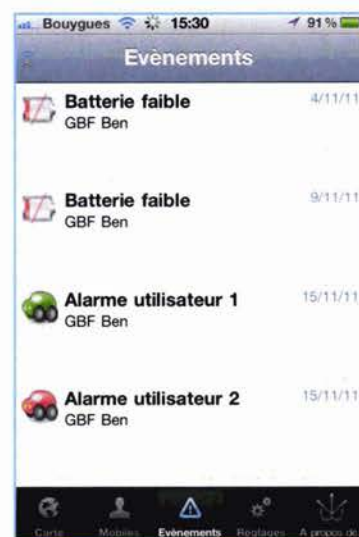 Bouygues 15:30 91 %
Evènements
Batterie faible 4/11/11
GBF Ben
Batterie faible 9/11/11
GBF Ben
Alarme utilisateur 1 15/11/11
GBF Ben
Alarme utilisateur 2 15/11/11
GBF Ben
Carte Mobiles Evènements Réglages A propos de